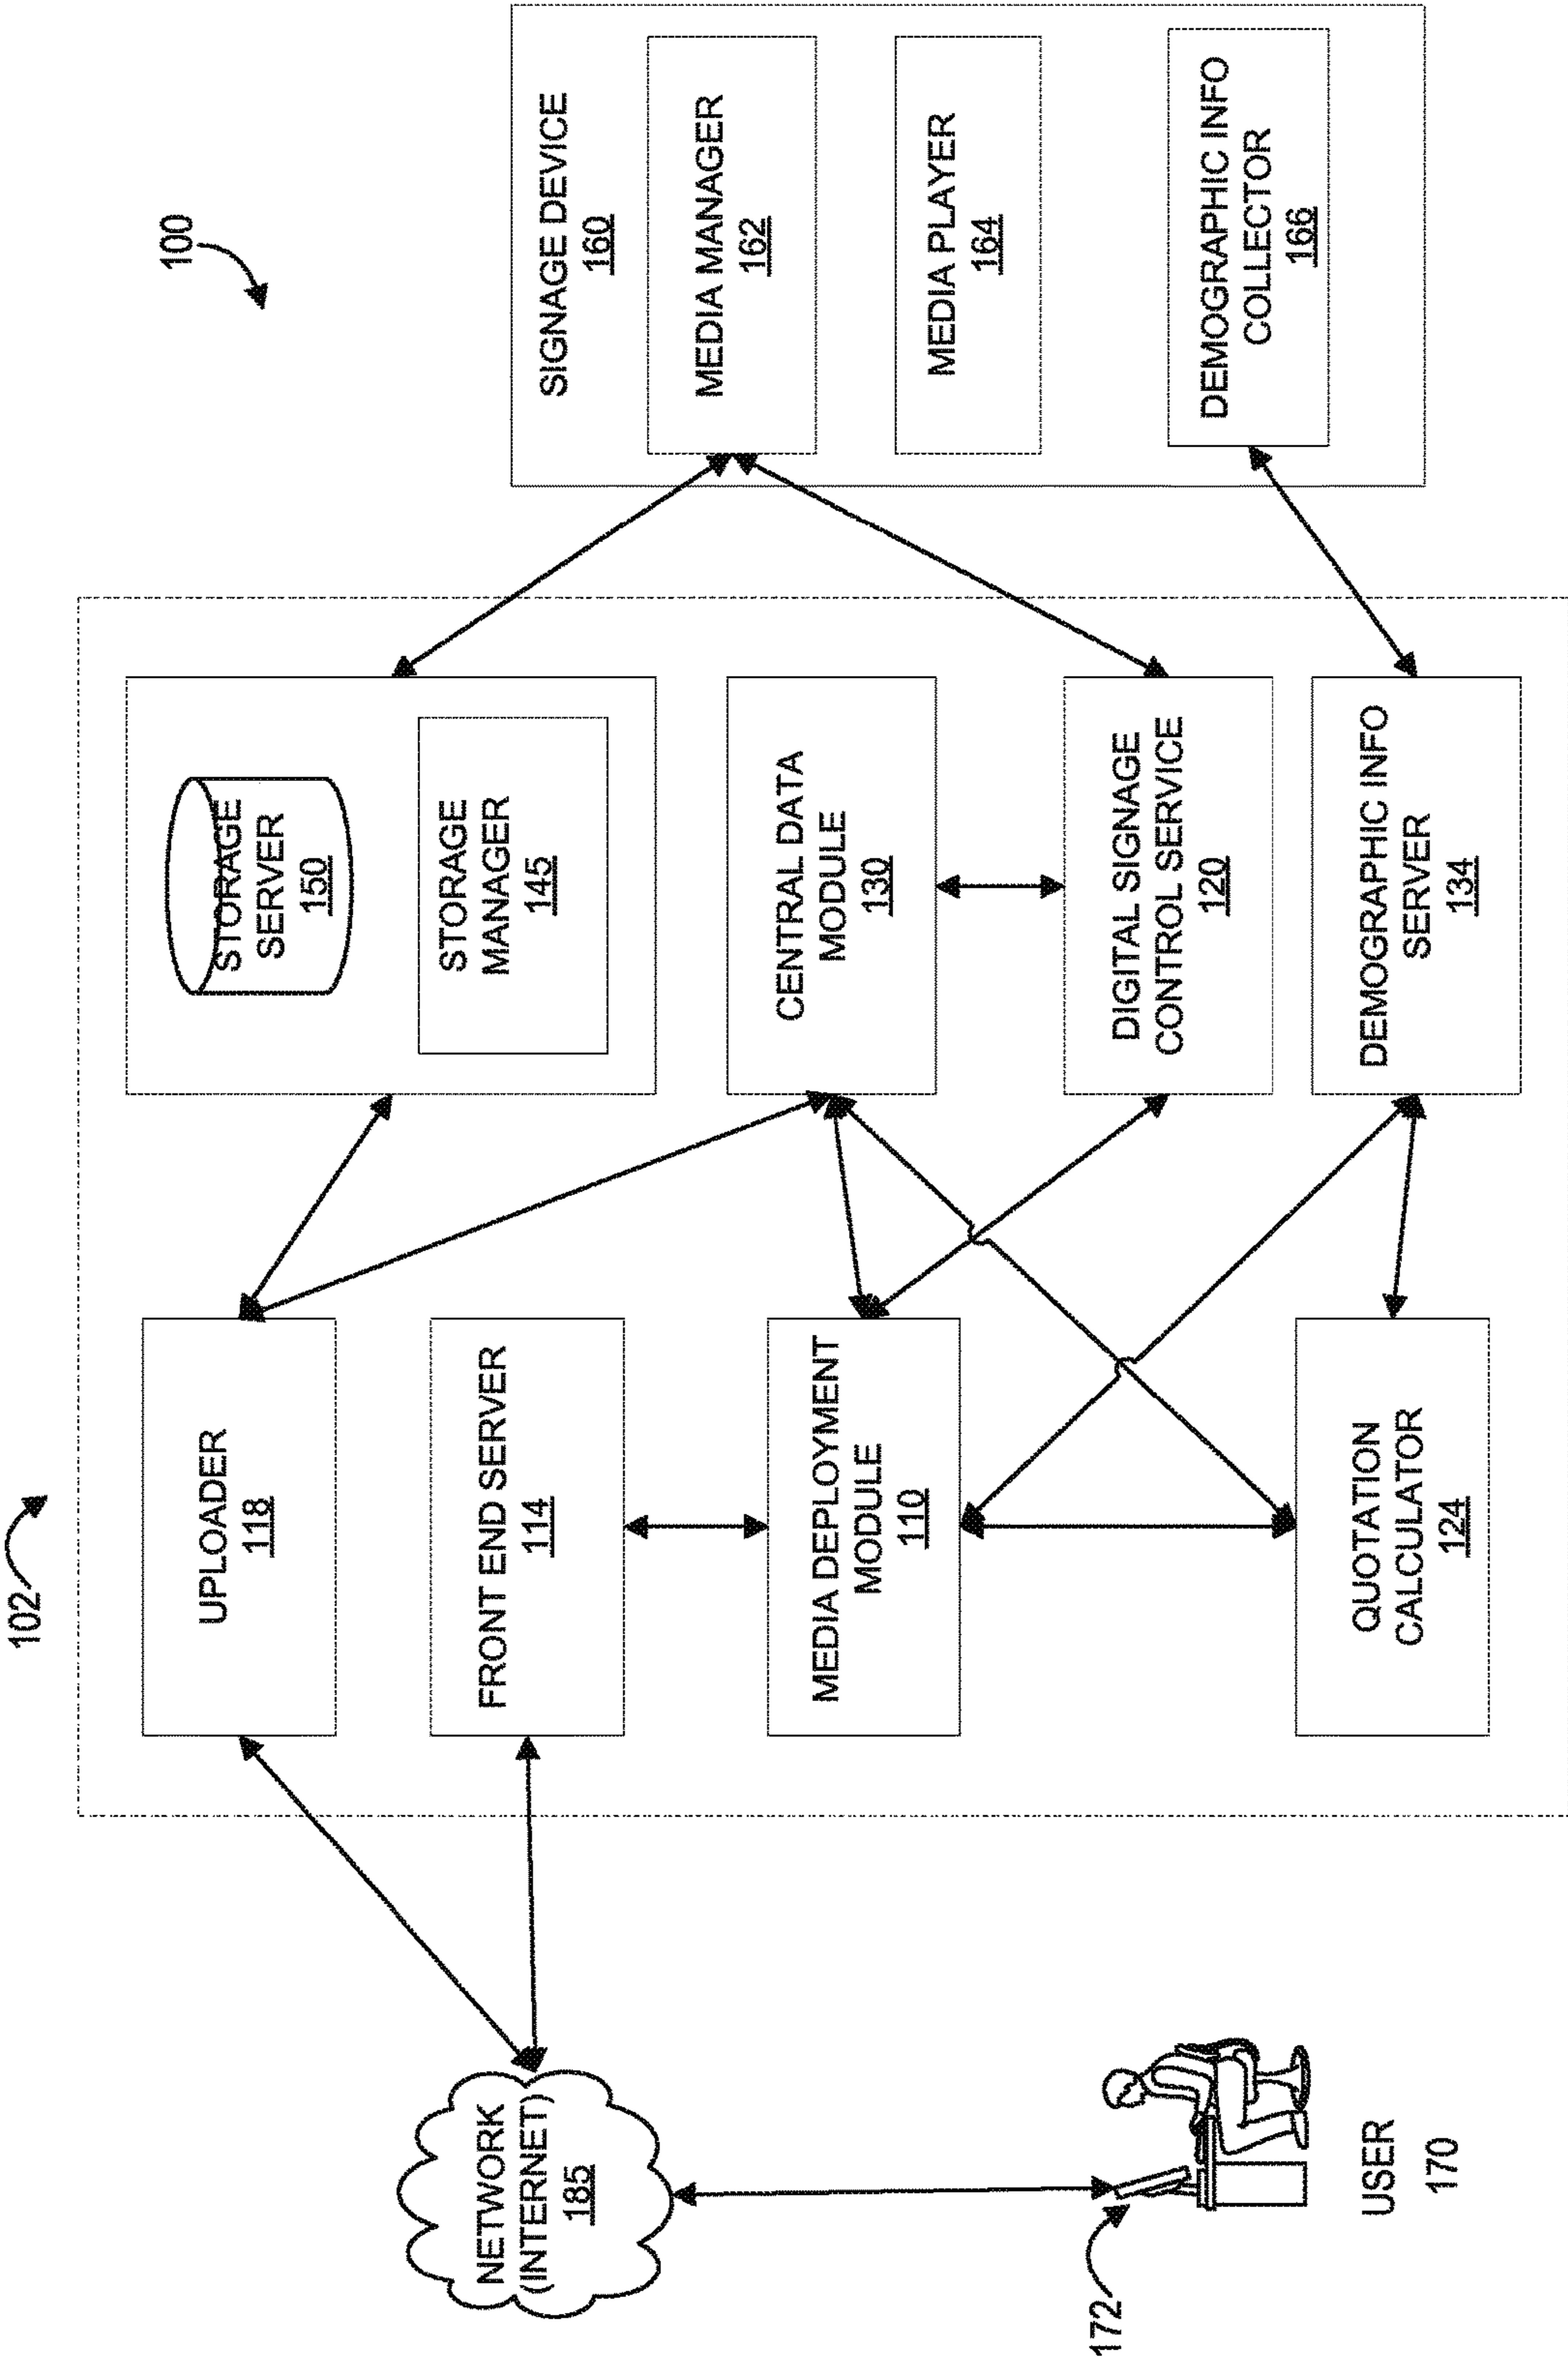 100
102
SIGNAGE DEVICE
160
MEDIA MANAGER
162
MEDIA PLAYER
164
DEMOGRAPHIC INFO
COLLECTOR
166
STORAGE
SERVER
150
STORAGE
MANAGER
145
CENTRAL DATA
MODULE
130
DIGITAL SIGNAGE
CONTROL SERVICE
120
DEMOGRAPHIC INFO
SERVER
134
UPLOADER
118
FRONT END SERVER
114
MEDIA DEPLOYMENT
MODULE
110
QUOTATION
CALCULATOR
124
NETWORK
(INTERNET)
185
172
USER
170